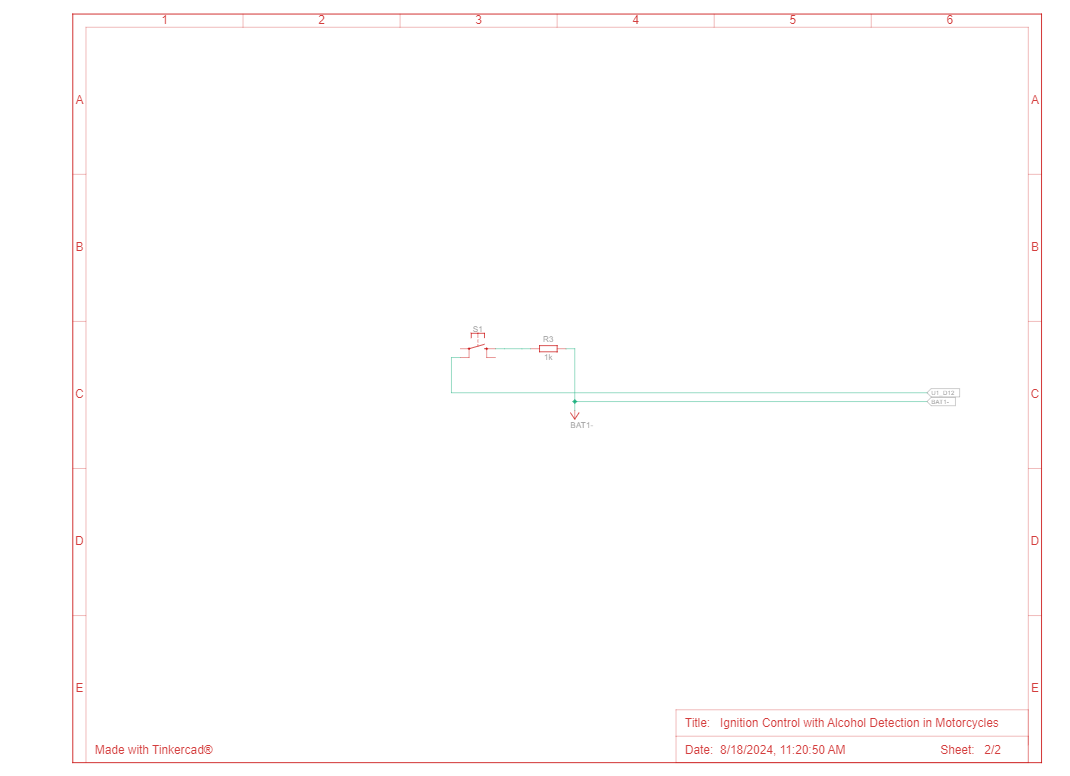 1 2 3 4 5 6
A A
B B
S1
R3
1k
C C
U1_D12
BAT1-
BAT1-
D D
E E
Title: Ignition Control with Alcohol Detection in Motorcycles
Made with Tinkercad® Date: 8/18/2024, 11:20:50 AM Sheet: 2/2